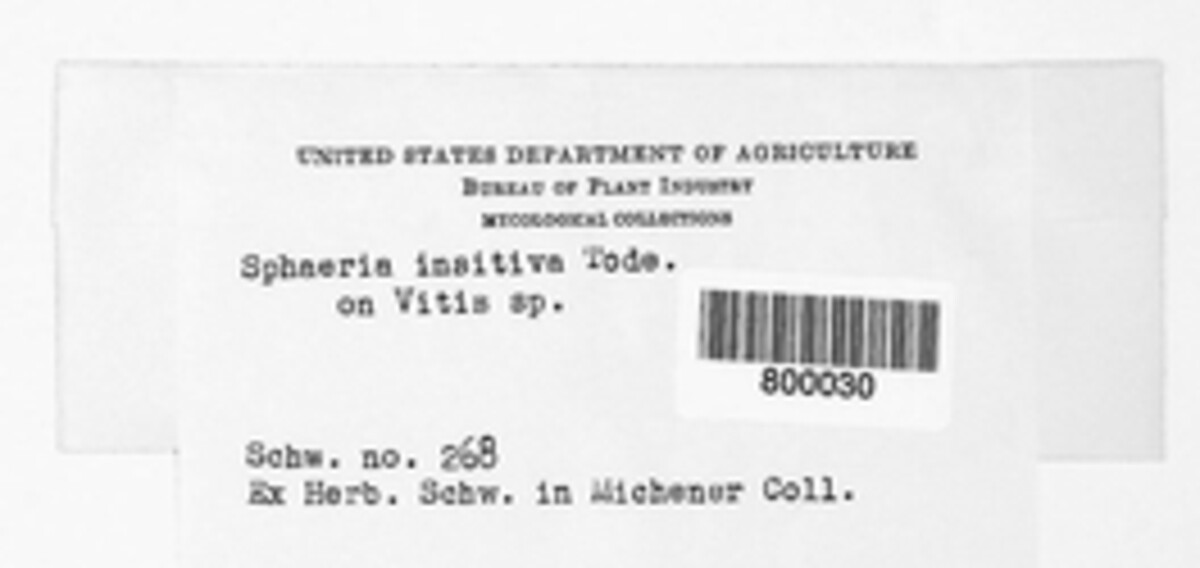 UNITED STATES DEPARTMENT OF AGRICULTURE
BUREAU OF PLANT INDUSTRY
MYCOLOGICAL COLLECTIONS
Sphaeria insitiva Tode.
on Vitis sp.
800030
Schw. no. 268
Ex Herb. Schw. in Michener Coll.